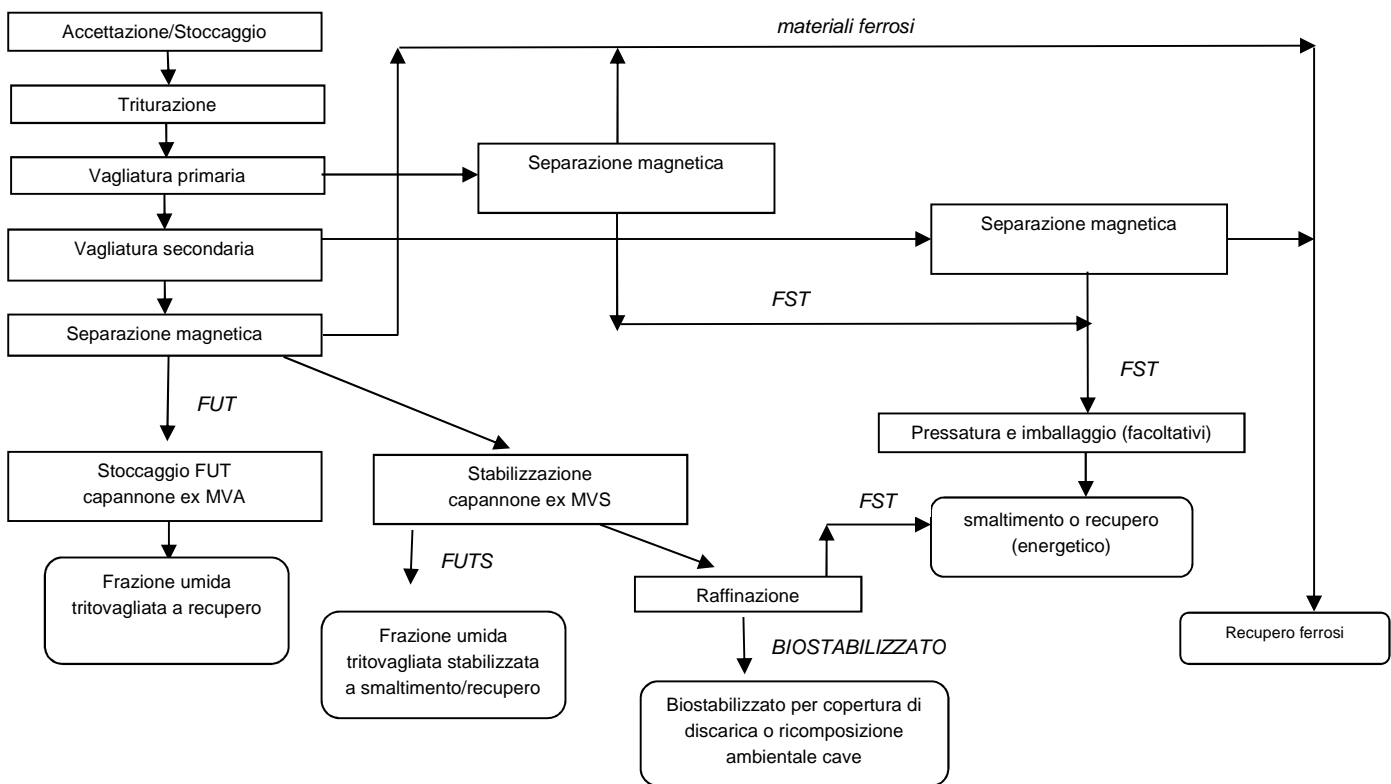 Accettazione/Stoccaggio
materiali ferrosi
Triturazione
Vagliatura primaria
Separazione magnetica
Vagliatura secondaria
Separazione magnetica
Separazione magnetica
FST
FST
FUT
Pressatura e imballaggio (facoltativi)
Stoccaggio FUT
capannone ex MVA
Stabilizzazione
capannone ex MVS
FST
smaltimento o recupero
(energetico)
FUTS
Frazione umida
tritovagliata a recupero
Raffinazione
Frazione umida
tritovagliata stabilizzata
a smaltimento/recupero
BIOSTABILIZZATO
Recupero ferrosi
Biostabilizzato per copertura di
discarica o ricomposizione
ambientale cave